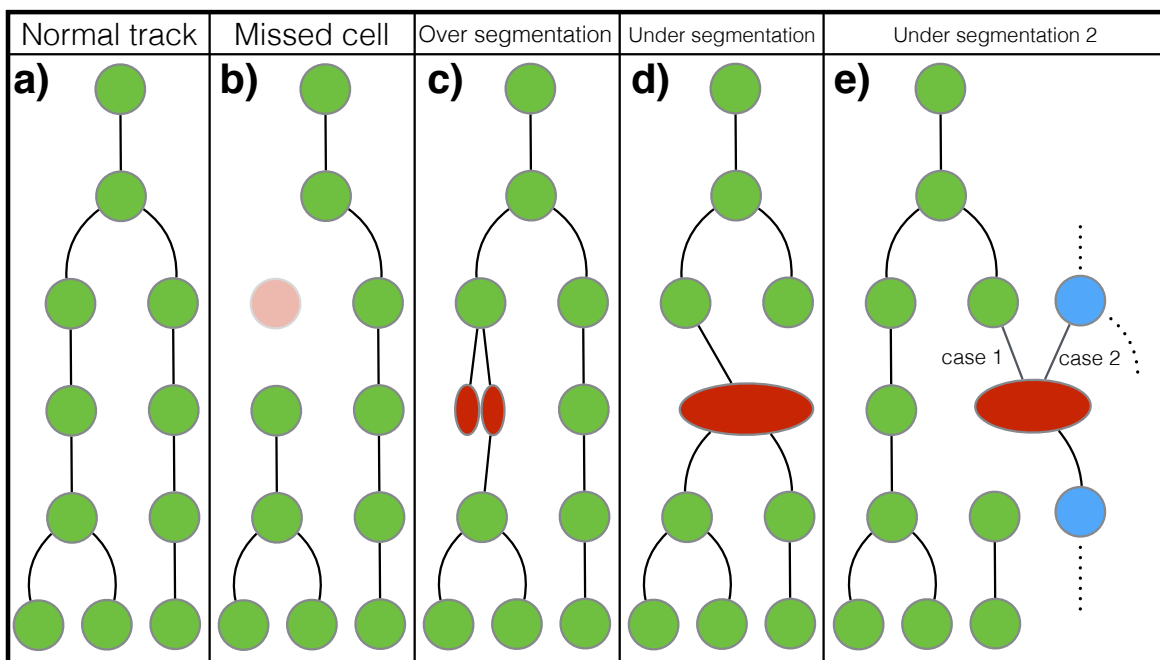 Normal track
Missed cell
Over segmentation
Under segmentation
Under segmentation 2
a)
b)
c)
d)
e)
case 1
case 2